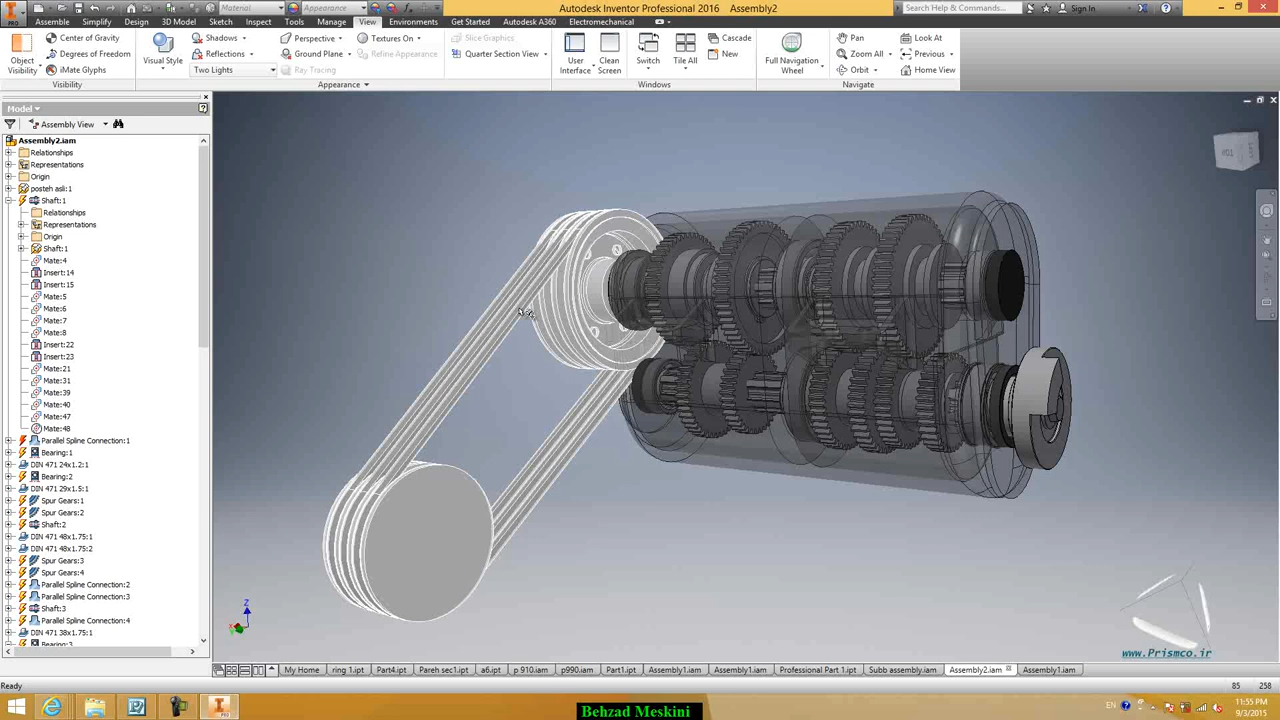 Material
Appearance
Autodesk Inventor Professional 2016 Assembly2
Search Help & Commands...
Sign In
PRO
Assemble
Simplify
Design
3D Model
Sketch
Inspect
Tools
Manage
View
Environments
Get Started
Autodesk A360
Electromechanical
Object Visibility
Center of Gravity
Degrees of Freedom
iMate Glyphs
Visibility
Visual Style
Shadows
Reflections
Two Lights
Perspective
Ground Plane
Ray Tracing
Textures On
Refine Appearance
Appearance
Slice Graphics
Quarter Section View
User Interface
Clean Screen
Switch
Tile All
Cascade
New
Windows
Full Navigation Wheel
Pan
Zoom All
Orbit
Look At
Previous
Home View
Navigate
Model
Assembly View
Assembly2.iam
Relationships
Representations
Origin
posteh asli:1
Shaft:1
Relationships
Representations
Origin
Shaft:1
Mate:4
Insert:14
Insert:15
Mate:5
Mate:6
Mate:7
Mate:8
Insert:22
Insert:23
Mate:21
Mate:31
Mate:39
Mate:40
Mate:47
Mate:48
Parallel Spline Connection:1
Bearing:1
DIN 471 24x1.2:1
Bearing:2
DIN 471 29x1.5:1
Spur Gears:1
Spur Gears:2
Shaft:2
DIN 471 48x1.75:1
DIN 471 48x1.75:2
Spur Gears:3
Spur Gears:4
Parallel Spline Connection:2
Parallel Spline Connection:3
Shaft:3
Parallel Spline Connection:4
DIN 471 38x1.75:1
Bearing:3
Z
www.Prismco.ir
My Home
ring 1.ipt
Part4.ipt
Pareh sec1.ipt
a6.ipt
p 910.iam
p990.iam
Part1.ipt
Assembly1.iam
Assembly1.iam
Professional Part 1.ipt
Subb assembly.iam
Assembly2.iam
Assembly1.iam
Ready
85
258
Behzad Meskini
EN
11:55 PM
9/3/2015